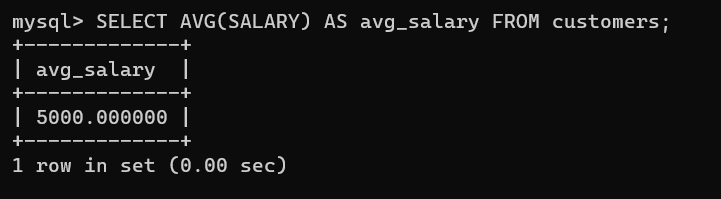 mysql> SELECT AVG(SALARY) AS avg_salary FROM customers;
+-------------+
| avg_salary  |
+-------------+
| 5000.000000 |
+-------------+
1 row in set (0.00 sec)